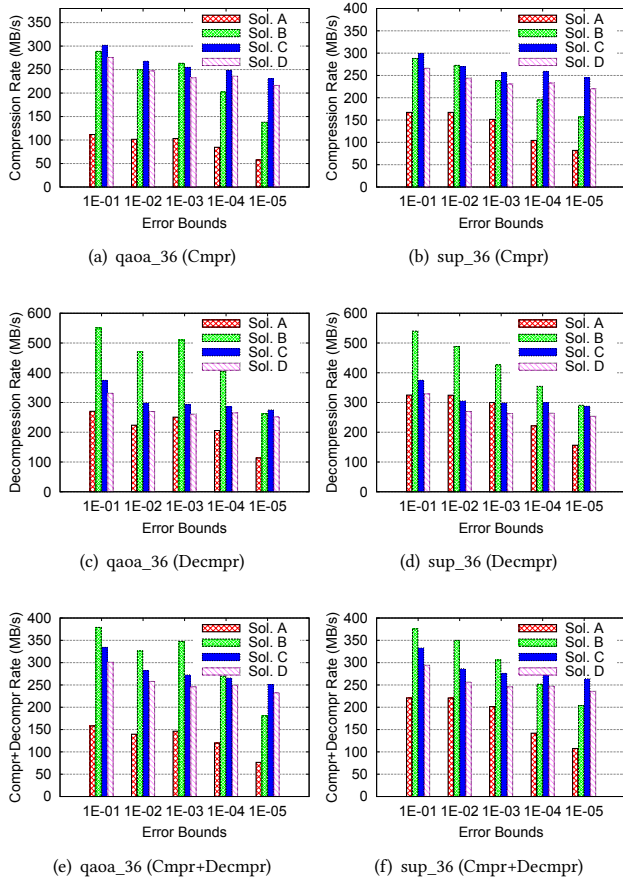 Compression Rate (MB/s)
350
300
250
200
150
100
50
0
Sol. A
Sol. B
Sol. C
Sol. D
1E-01 1E-02 1E-03 1E-04 1E-05
Error Bounds
(a) qaoa_36 (Cmpr)
Compression Rate (MB/s)
400
350
300
250
200
150
100
50
0
Sol. A
Sol. B
Sol. C
Sol. D
1E-01 1E-02 1E-03 1E-04 1E-05
Error Bounds
(b) sup_36 (Cmpr)
Decompression Rate (MB/s)
600
500
400
300
200
100
0
Sol. A
Sol. B
Sol. C
Sol. D
1E-01 1E-02 1E-03 1E-04 1E-05
Error Bounds
(c) qaoa_36 (Decmpr)
Decompression Rate (MB/s)
600
500
400
300
200
100
0
Sol. A
Sol. B
Sol. C
Sol. D
1E-01 1E-02 1E-03 1E-04 1E-05
Error Bounds
(d) sup_36 (Decmpr)
Compr+Decompr Rate (MB/s)
400
350
300
250
200
150
100
50
0
Sol. A
Sol. B
Sol. C
Sol. D
1E-01 1E-02 1E-03 1E-04 1E-05
Error Bounds
(e) qaoa_36 (Cmpr+Decmpr)
Compr+Decompr Rate (MB/s)
400
350
300
250
200
150
100
50
0
Sol. A
Sol. B
Sol. C
Sol. D
1E-01 1E-02 1E-03 1E-04 1E-05
Error Bounds
(f) sup_36 (Cmpr+Decmpr)